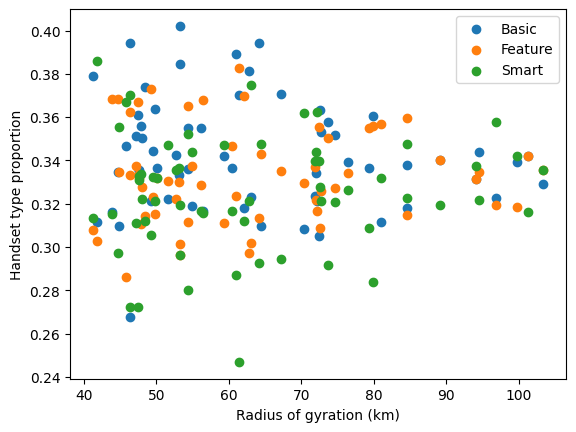 Basic
Feature
Smart
0.40
0.38
0.36
0.34
0.32
0.30
0.28
0.26
0.24
Handset type proportion
40 50 60 70 80 90 100
Radius of gyration (km)